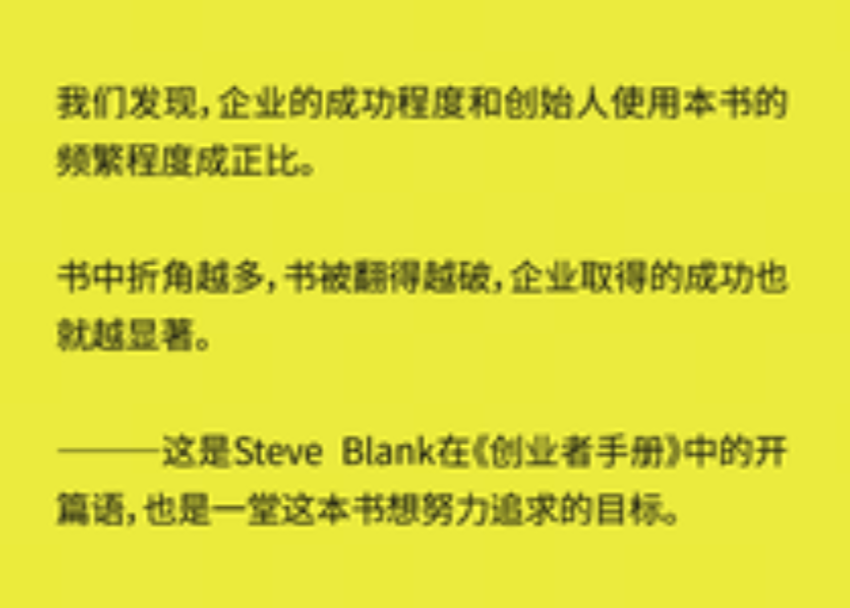 我们发现，企业的成功程度和创始人使用本书的
频繁程度成正比。
书中折角越多，书被翻得越破，企业取得的成功也
就越显著。
———这是Steve Blank在《创业者手册》中的开
篇语，也是一堂这本书想努力追求的目标。